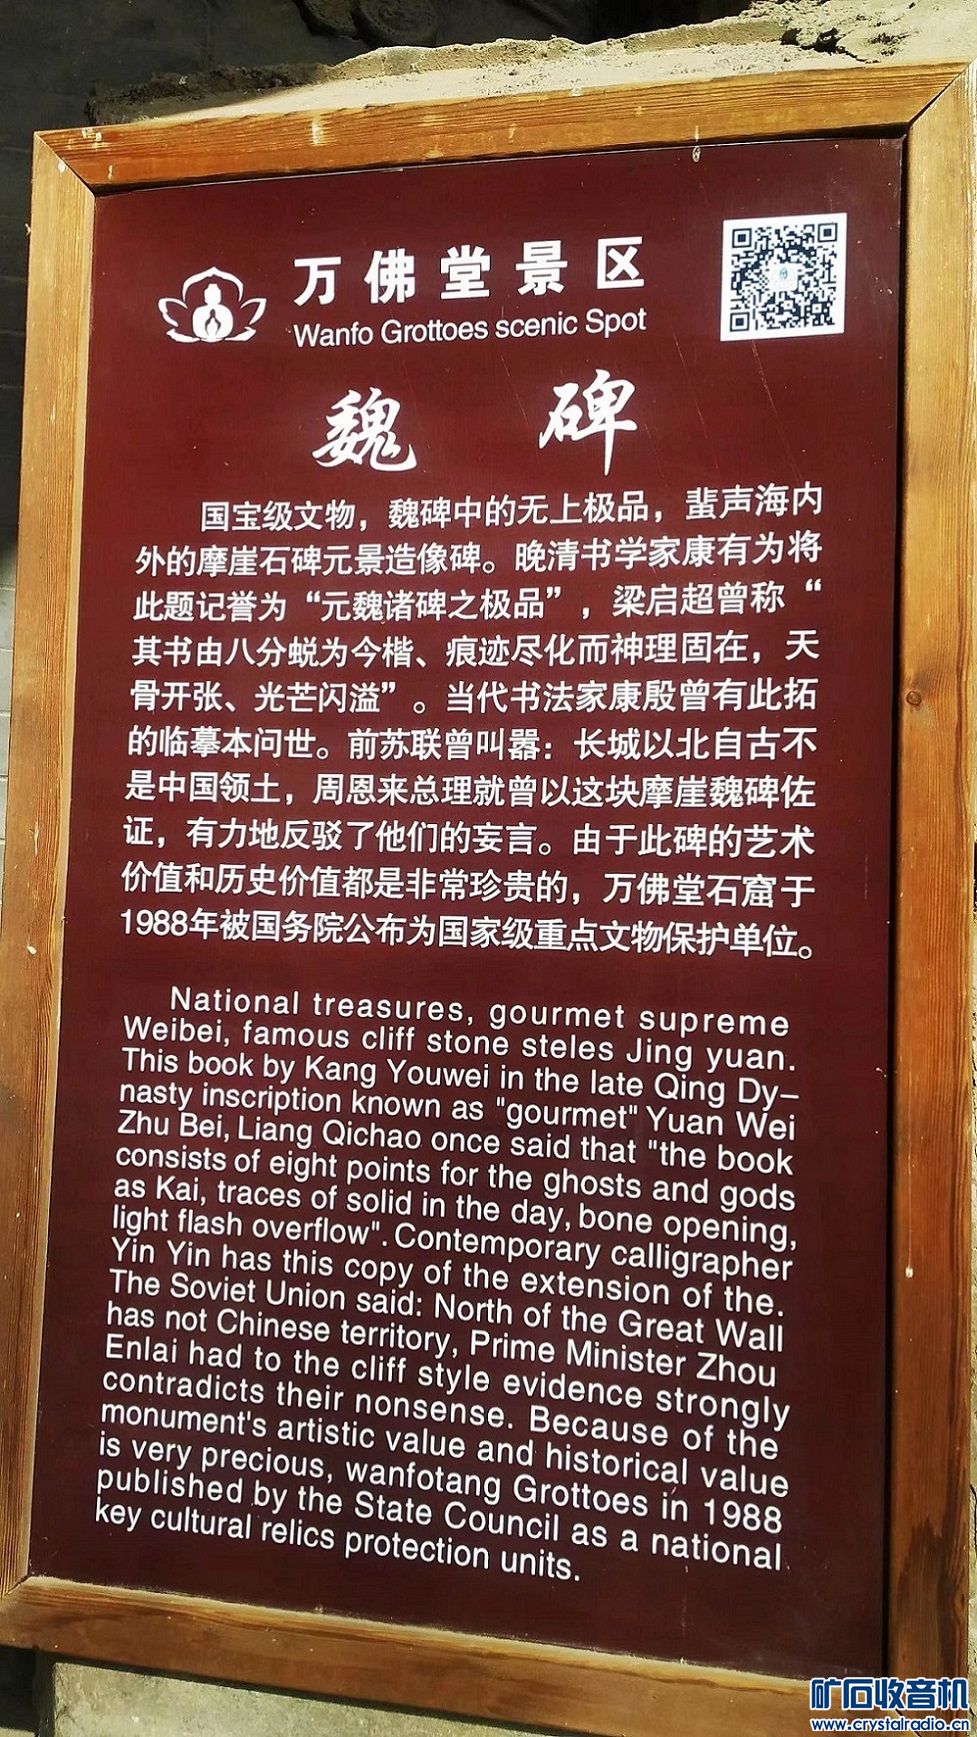 万佛堂景区
Wanfo Grottoes scenic Spot
魏碑
国宝级文物，魏碑中的无上极品，蜚声海内
外的摩崖石碑元景造像碑。晚清书学家康有为将
此题记誉为“元魏诸碑之极品”，梁启超曾称“
其书由八分蜕为今楷、痕迹尽化而神理固在，天
骨开张、光芒闪溢”。当代书法家康殷曾有此拓
的临摹本问世。前苏联曾叫嚣：长城以北自古不
是中国领土，周恩来总理就曾以这块摩崖魏碑佐
证，有力地反驳了他们的妄言。由于此碑的艺术
价值和历史价值都是非常珍贵的，万佛堂石窟于
1988年被国务院公布为国家级重点文物保护单位。
National treasures, gourmet supreme
Weibei, famous cliff stone steles Jing yuan.
This book by Kang Youwei in the late Qing Dy-
nasty inscription known as "gourmet" Yuan Wei
Zhu Bei, Liang Qichao once said that "the book
consists of eight points for the ghosts and gods
as Kai, traces of solid in the day, bone opening,
light flash overflow". Contemporary calligrapher
Yin Yin has this copy of the extension of the.
The Soviet Union said: North of the Great Wall
has not Chinese territory, Prime Minister Zhou
Enlai had to the cliff style evidence strongly
contradicts their nonsense. Because of the
monument's artistic value and historical value
is very precious, wanfotang Grottoes in 1988
published by the State Council as a national
key cultural relics protection units.
矿石收音机
www.crystalradio.cn